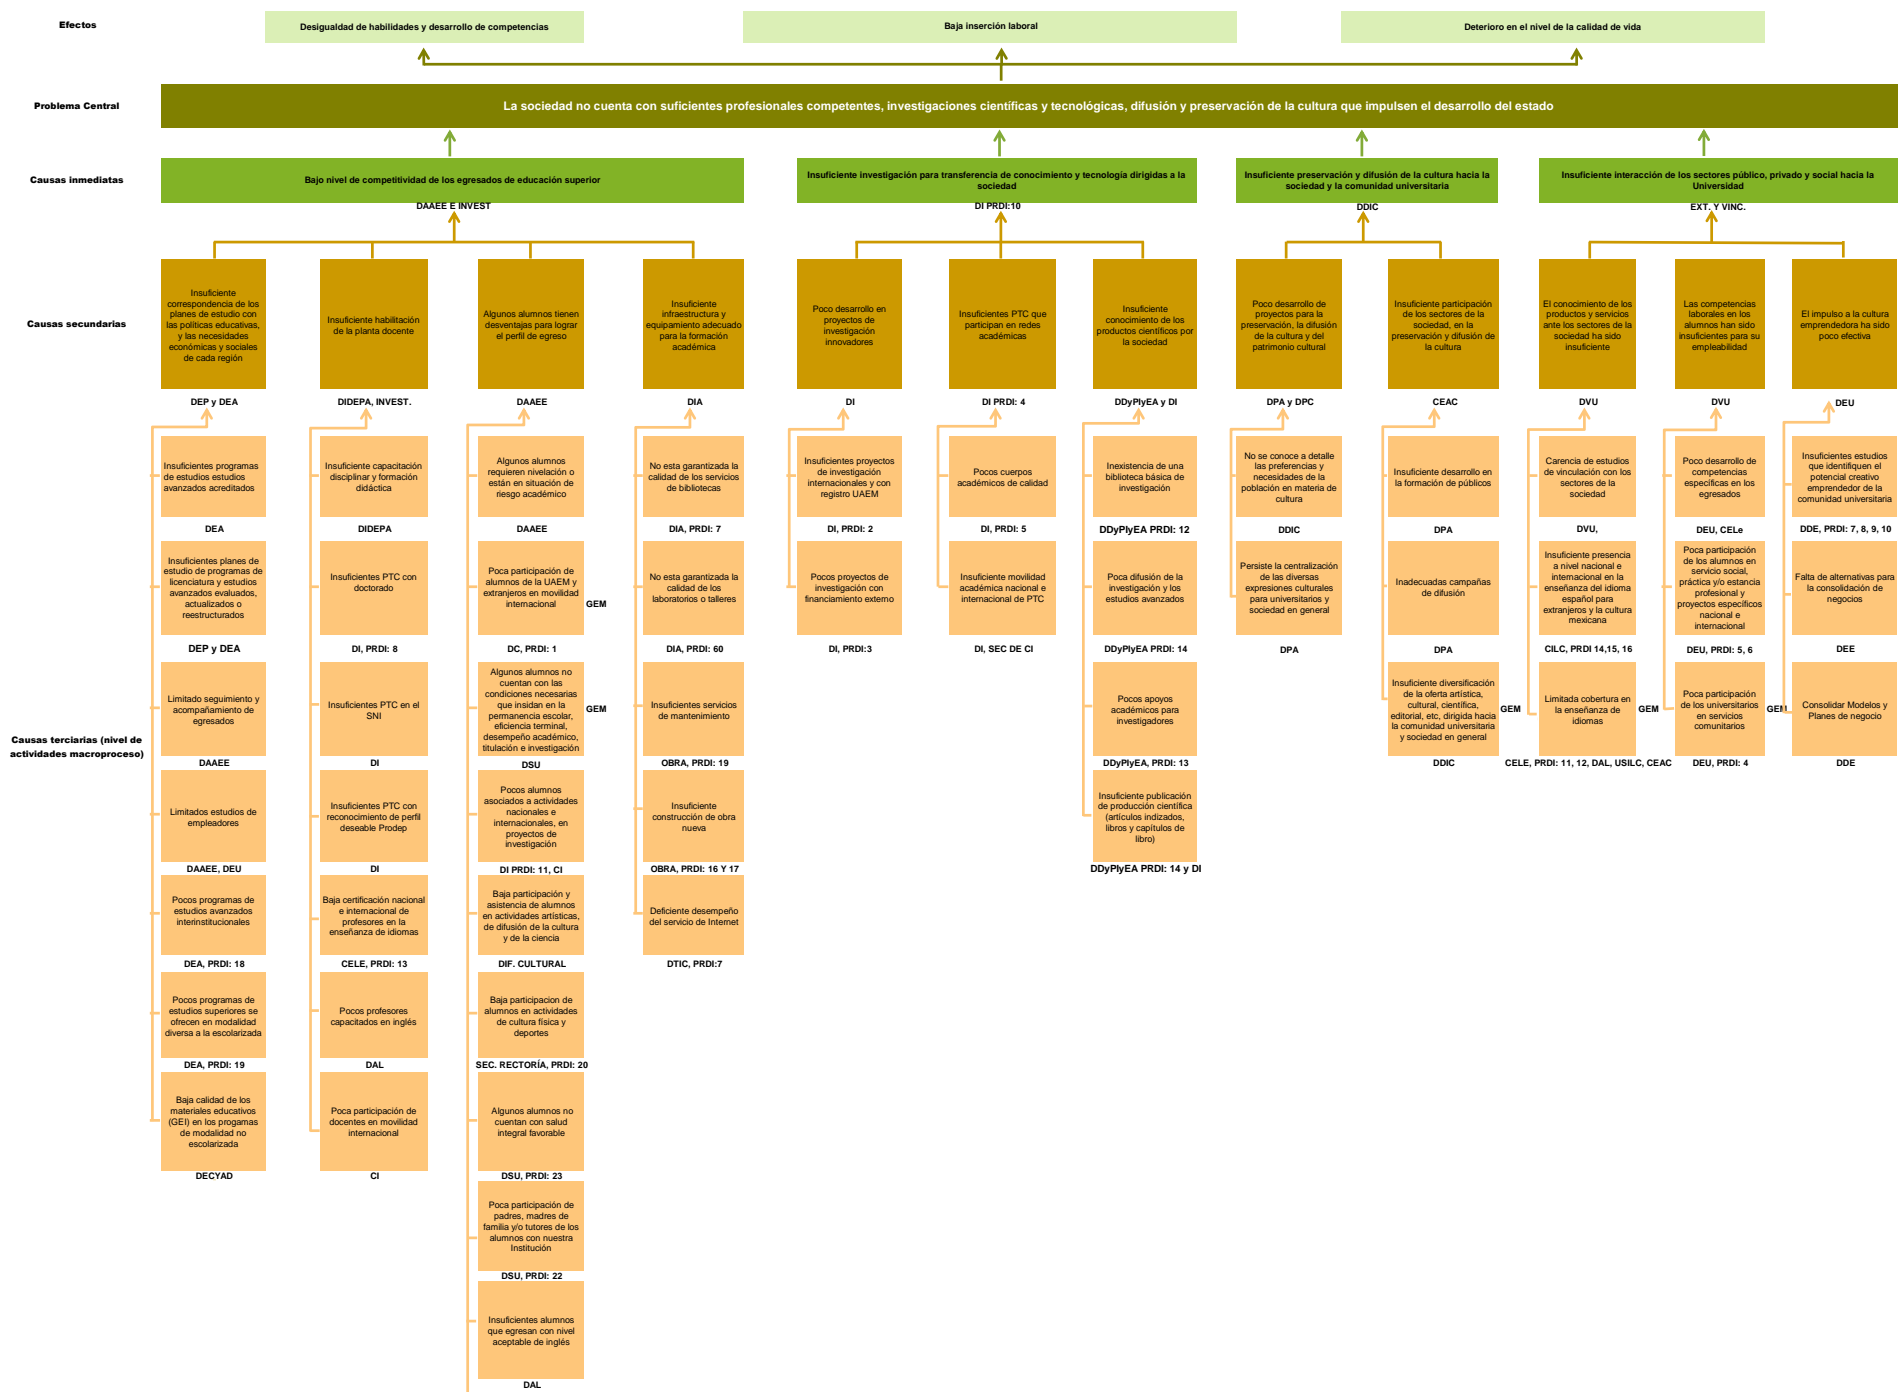 Efectos
Desigualdad de habilidades y desarrollo de competencias
Baja inserción laboral
Deterioro en el nivel de la calidad de vida
Problema Central
La sociedad no cuenta con suficientes profesionales competentes, investigaciones científicas y tecnológicas, difusión y preservación de la cultura que impulsen el desarrollo del estado
Causas inmediatas
Bajo nivel de competitividad de los egresados de educación superior
DAAEE E INVEST
Insuficiente investigación para transferencia de conocimiento y tecnología dirigidas a la
sociedad
DI PRDI:10
Insuficiente preservación y difusión de la cultura hacia la
sociedad y la comunidad universitaria
DDIC
Insuficiente interacción de los sectores público, privado y social hacia la
Universidad
EXT. Y VINC.
Causas secundarias
Insuficiente
correspondencia de los
planes de estudio con
las políticas educativas,
y las necesidades
económicas y sociales
de cada región
DEP y DEA
Insuficiente habilitación
de la planta docente
DIDEPA, INVEST.
Algunos alumnos tienen
desventajas para lograr
el perfil de egreso
DAAEE
Insuficiente
infraestructura y
equipamiento adecuado
para la formación
académica
DIA
Poco desarrollo en
proyectos de
investigación
innovadores
DI
Insuficientes PTC que
participan en redes
académicas
DI PRDI: 4
Insuficiente
conocimiento de los
productos científicos por
la sociedad
DDyPIyEA y DI
Poco desarrollo de
proyectos para la
preservación, la difusión
de la cultura y del
patrimonio cultural
DPA y DPC
Insuficiente participación
de los sectores de la
sociedad, en la
preservación y difusión de
la cultura
CEAC
El conocimiento de los
productos y servicios
ante los sectores de la
sociedad ha sido
insuficiente
DVU
Las competencias
laborales en los
alumnos han sido
insuficientes para su
empleabilidad
DVU
El impulso a la cultura
emprendedora ha sido
poco efectiva
DEU
Causas terciarias (nivel de
actividades macroproceso)
Insuficientes programas
de estudios estudios
avanzados acreditados
DEA
Insuficientes planes de
estudio de programas de
licenciatura y estudios
avanzados evaluados,
actualizados o
reestructurados
DEP y DEA
Limitado seguimiento y
acompañamiento de
egresados
DAAEE
Limitados estudios de
empleadores
DAAEE, DEU
Pocos programas de
estudios avanzados
interinstitucionales
DEA, PRDI: 18
Pocos programas de
estudios superiores se
ofrecen en modalidad
diversa a la escolarizada
DEA, PRDI: 19
Baja calidad de los
materiales educativos
(GEI) en los progamas
de modalidad no
escolarizada
DECYAD
Insuficiente capacitación
disciplinar y formación
didáctica
DIDEPA
Insuficientes PTC con
doctorado
DI, PRDI: 8
Insuficientes PTC en el
SNI
DI
Insuficientes PTC con
reconocimiento de perfil
deseable Prodep
DI
Baja certificación nacional
e internacional de
profesores en la
enseñanza de idiomas
CELE, PRDI: 13
Pocos profesores
capacitados en inglés
DAL
Poca participación de
docentes en movilidad
internacional
CI
Algunos alumnos
requieren nivelación o
están en situación de
riesgo académico
DAAEE
Poca participación de
alumnos de la UAEM y
extranjeros en movilidad
internacional
GEM
DC, PRDI: 1
Algunos alumnos no
cuentan con las
condiciones necesarias
que insidan en la
permanencia escolar,
eficiencia terminal,
desempeño académico,
titulación e investigación
GEM
DSU
Pocos alumnos
asociados a actividades
nacionales e
internacionales, en
proyectos de
investigación
DI PRDI: 11, CI
Baja participación y
asistencia de alumnos
en actividades artísticas,
de difusión de la cultura
y de la ciencia
DIF. CULTURAL
Baja participacion de
alumnos en actividades
de cultura física y
deportes
SEC. RECTORÍA, PRDI: 20
Algunos alumnos no
cuentan con salud
integral favorable
DSU, PRDI: 23
Poca participación de
padres, madres de
familia y/o tutores de los
alumnos con nuestra
Institución
DSU, PRDI: 22
Insuficientes alumnos
que egresan con nivel
aceptable de inglés
DAL
No esta garantizada la
calidad de los servicios
de bibliotecas
DIA, PRDI: 7
No esta garantizada la
calidad de los
laboratorios o talleres
DIA, PRDI: 60
Insuficientes servicios
de mantenimiento
OBRA, PRDI: 19
Insuficiente
construcción de obra
nueva
OBRA, PRDI: 16 Y 17
Deficiente desempeño
del servicio de Internet
DTIC, PRDI:7
Insuficientes proyectos
de investigación
internacionales y con
registro UAEM
DI, PRDI: 2
Pocos proyectos de
investigación con
financiamiento externo
DI, PRDI:3
Pocos cuerpos
académicos de calidad
DI, PRDI: 5
Insuficiente movilidad
académica nacional e
internacional de PTC
DI, SEC DE CI
Inexistencia de una
biblioteca básica de
investigación
DDyPIyEA PRDI: 12
Poca difusión de la
investigación y los
estudios avanzados
DDyPIyEA PRDI: 14
Pocos apoyos
académicos para
investigadores
DDyPIyEA, PRDI: 13
Insuficiente publicación
de producción científica
(artículos indizados,
libros y capítulos de
libro)
DDyPIyEA PRDI: 14 y DI
No se conoce a detalle
las preferencias y
necesidades de la
población en materia de
cultura
DDIC
Persiste la centralización
de las diversas
expresiones culturales
para universitarios y
sociedad en general
DPA
Insuficiente desarrollo en
la formación de públicos
DPA
Inadecuadas campañas
de difusión
DPA
Insuficiente diversificación
de la oferta artística,
cultural, científica,
editorial, etc, dirigida hacia
la comunidad universitaria
y sociedad en general
GEM
DDIC
Carencia de estudios
de vinculación con los
sectores de la
sociedad
DVU,
Insuficiente presencia
a nivel nacional e
internacional en la
enseñanza del idioma
español para
extranjeros y la cultura
mexicana
CILC, PRDI 14,15, 16
Limitada cobertura en
la enseñanza de
idiomas
GEM
CELE, PRDI: 11, 12, DAL, USILC, CEAC
Poco desarrollo de
competencias
específicas en los
egresados
DEU, CELe
Poca participación
de los alumnos en
servicio social,
práctica y/o estancia
profesional y
proyectos específicos
nacional e
internacional
DEU, PRDI: 5, 6
Poca participación
de los universitarios
en servicios
comunitarios
GEM
DEU, PRDI: 4
Insuficientes estudios
que identifiquen el
potencial creativo
emprendedor de la
comunidad universitaria
DDE, PRDI: 7, 8, 9, 10
Falta de alternativas para
la consolidación de
negocios
DEE
Consolidar Modelos y
Planes de negocio
DDE